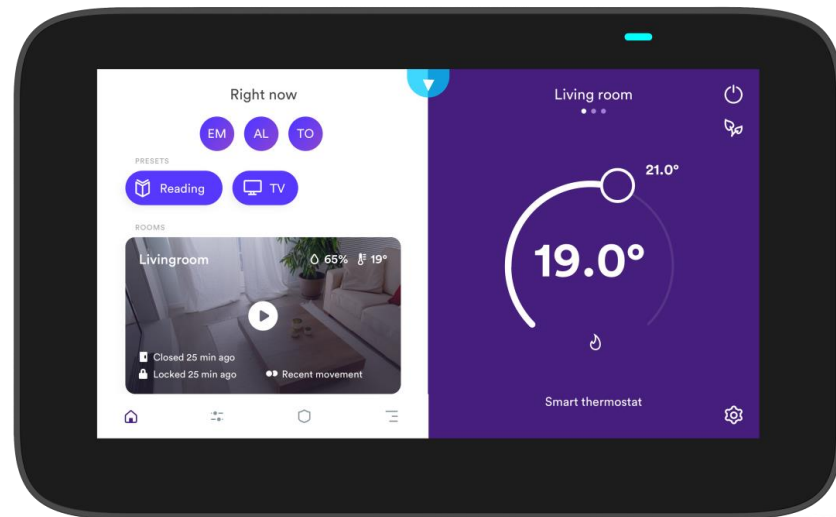 Right now
EM AL TO
PRESETS
Reading TV
ROOMS
Livingroom 65% 19°
Closed 25 min ago
Locked 25 min ago Recent movement
Living room
21.0°
19.0°
Smart thermostat